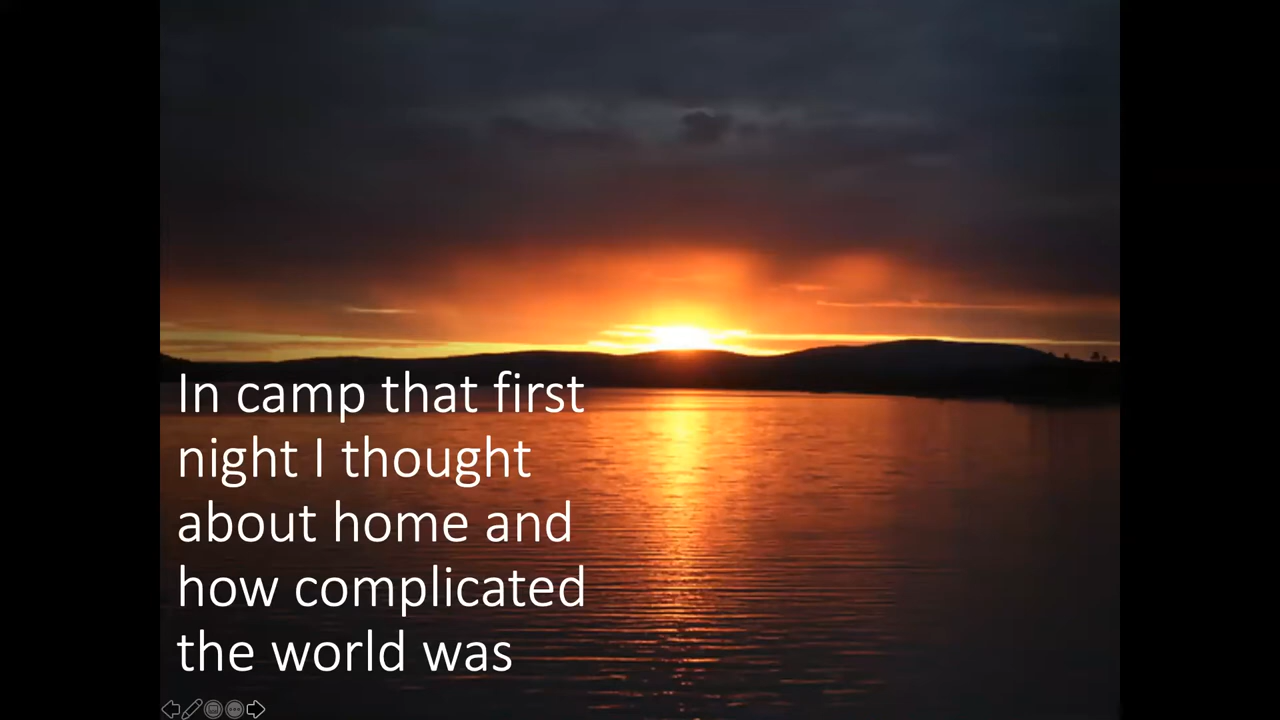 In camp that first
night I thought
about home and
how complicated
the world was